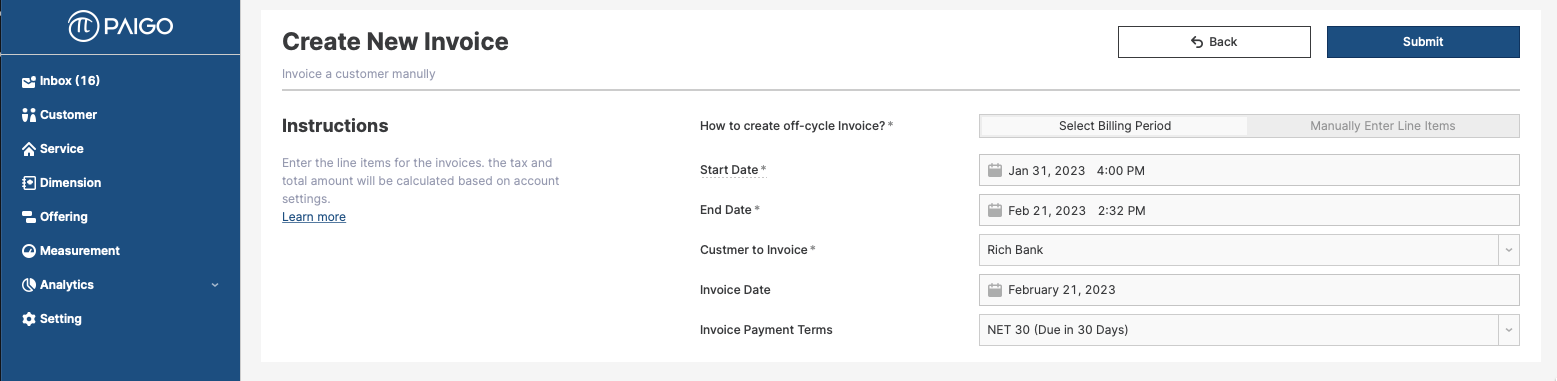 PAIGO
Inbox (16)
Customer
Service
Dimension
Offering
Measurement
Analytics
Setting
Create New Invoice
Back
Submit
Invoice a customer manully
Instructions
Enter the line items for the invoices. the tax and
total amount will be calculated based on account
settings.
Learn more
How to create off-cycle Invoice? *
Select Billing Period
Manually Enter Line Items
Start Date *
Jan 31, 2023 4:00 PM
End Date *
Feb 21, 2023 2:32 PM
Custmer to Invoice *
Rich Bank
Invoice Date
February 21, 2023
Invoice Payment Terms
NET 30 (Due in 30 Days)